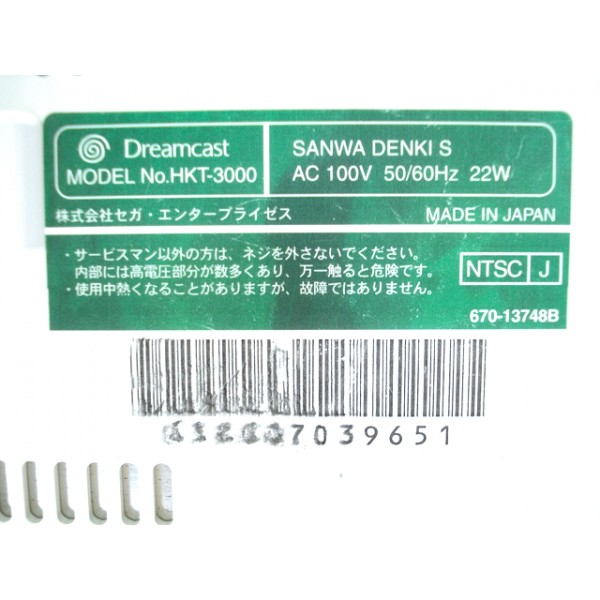 Dreamcast
MODEL No.HKT-3000
SANWA DENKI S
AC 100V 50/60Hz 22W
株式会社セガ・エンタープライゼス
MADE IN JAPAN
・サービスマン以外の方は、ネジを外さないでください。
内部には高電圧部分が数多くあり、万一触ると危険です。
・使用中熱くなることがありますが、故障ではありません。
NTSC J
670-13748B
7039651